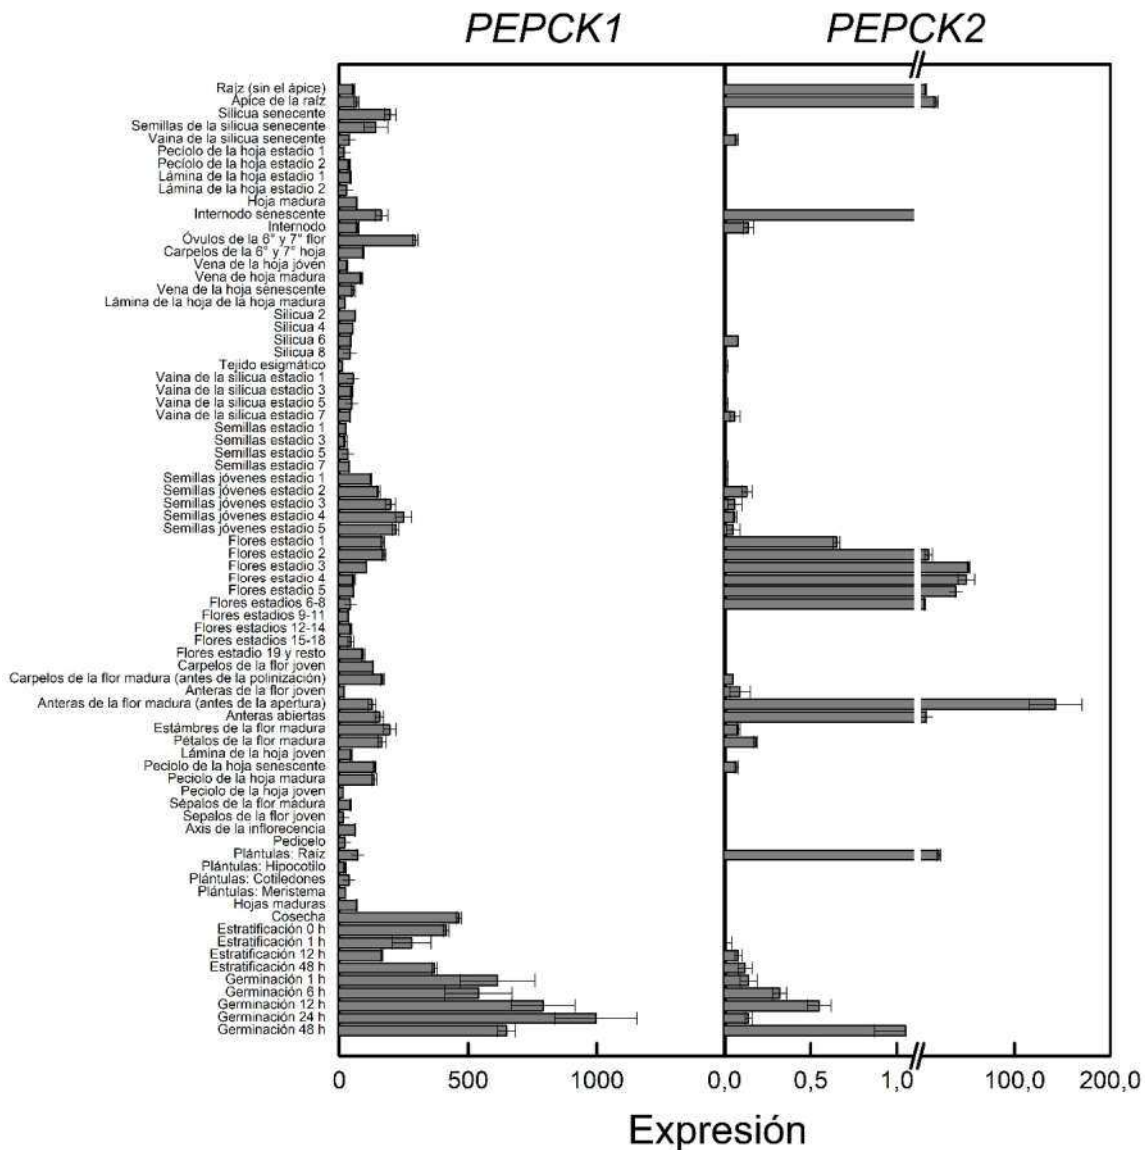 PEPCK1 PEPCK2
Raíz (sin el ápice)
Ápice de la raíz
Silicua senecente
Semillas de la silicua senecente
Vaina de la silicua senecente
Pecíolo de la hoja estadio 1
Pecíolo de la hoja estadio 2
Lámina de la hoja estadio 1
Lámina de la hoja estadio 2
Hoja madura
Internodo senescente
Internodo
Óvulos de la 6° y 7° flor
Carpelos de la 6° y 7° hoja
Vena de la hoja jóven
Vena de hoja madura
Vena de la hoja senescente
Lámina de la hoja de la hoja madura
Silicua 2
Silicua 4
Silicua 6
Silicua 8
Tejido esigmático
Vaina de la silicua estadio 1
Vaina de la silicua estadio 3
Vaina de la silicua estadio 5
Vaina de la silicua estadio 7
Semillas estadio 1
Semillas estadio 3
Semillas estadio 5
Semillas estadio 7
Semillas jóvenes estadio 1
Semillas jóvenes estadio 2
Semillas jóvenes estadio 3
Semillas jóvenes estadio 4
Semillas jóvenes estadio 5
Flores estadio 1
Flores estadio 2
Flores estadio 3
Flores estadio 4
Flores estadio 5
Flores estadios 6-8
Flores estadios 9-11
Flores estadios 12-14
Flores estadios 15-18
Flores estadio 19 y resto
Carpelos de la flor joven
Carpelos de la flor madura (antes de la polinización)
Anteras de la flor joven
Anteras de la flor madura (antes de la apertura)
Anteras abiertas
Estámbres de la flor madura
Pétalos de la flor madura
Lámina de la hoja joven
Peciolo de la hoja senescente
Peciolo de la hoja madura
Peciolo de la hoja joven
Sépalos de la flor madura
Sepalos de la flor joven
Axis de la inflorecencia
Pedicelo
Plántulas: Raiz
Plántulas: Hipocotilo
Plántulas: Cotiledones
Plántulas: Meristema
Hojas maduras
Cosecha
Estratificación 0 h
Estratificación 1 h
Estratificación 12 h
Estratificación 48 h
Germinación 1 h
Germinación 6 h
Germinación 12 h
Germinación 24 h
Germinación 48 h
0 500 1000 0,0 0,5 1,0 100,0 200,0
Expresión